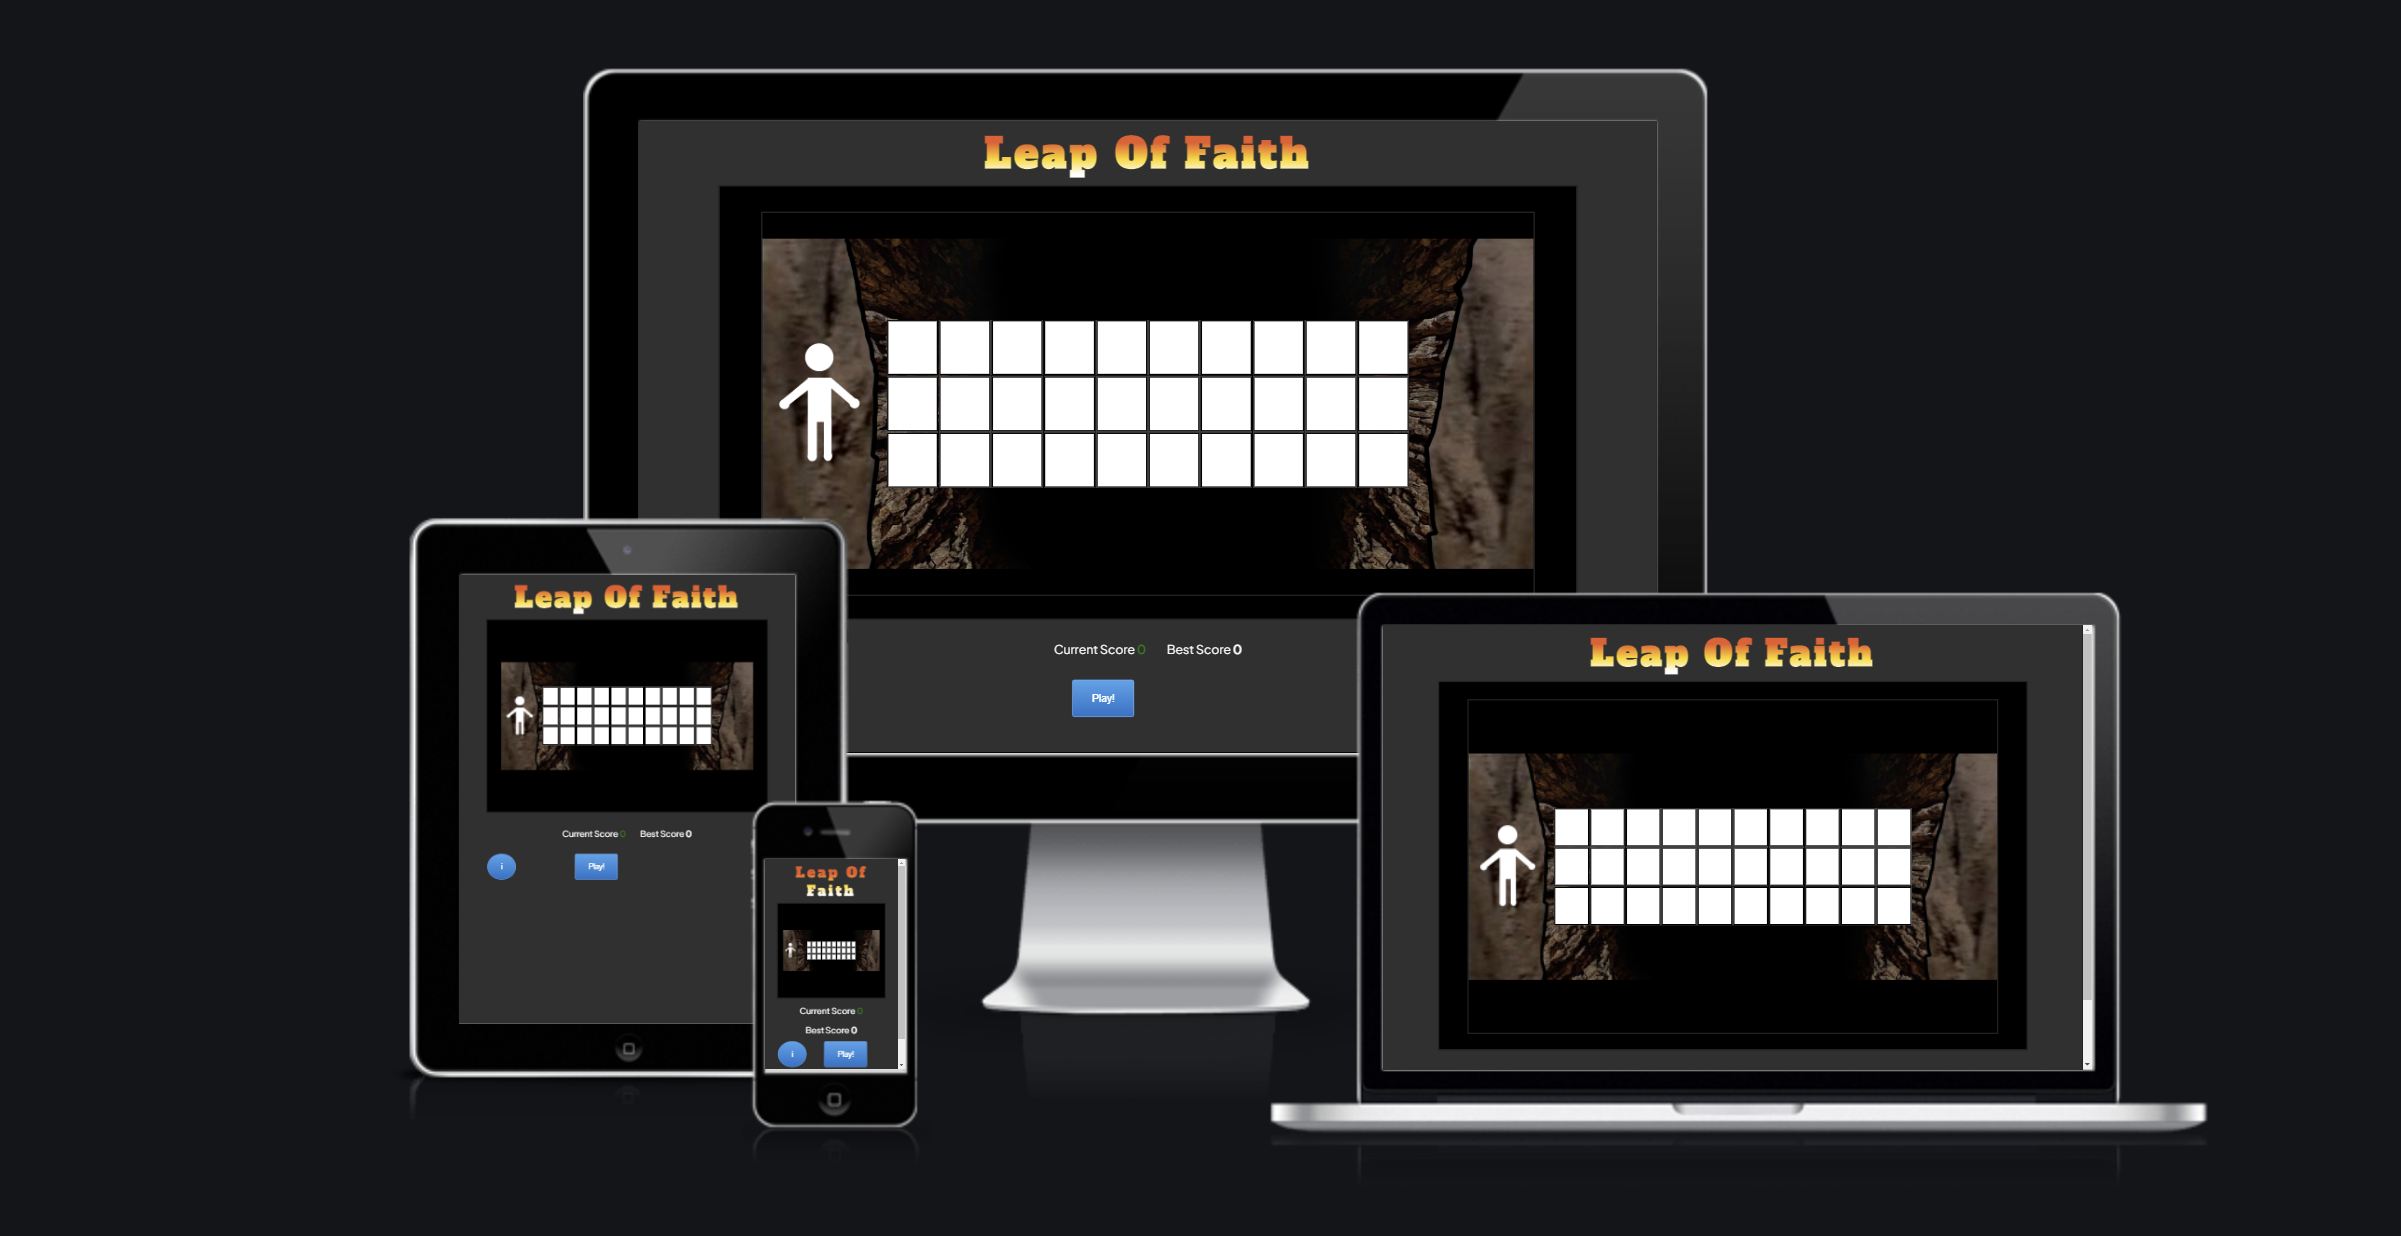 Leap Of Faith
Current Score 0 Best Score 0
Play!
Leap Of Faith
Current Score 0 Best Score 0
i Play!
Leap Of
Faith
Current Score 0
Best Score 0
i Play!
Leap Of Faith